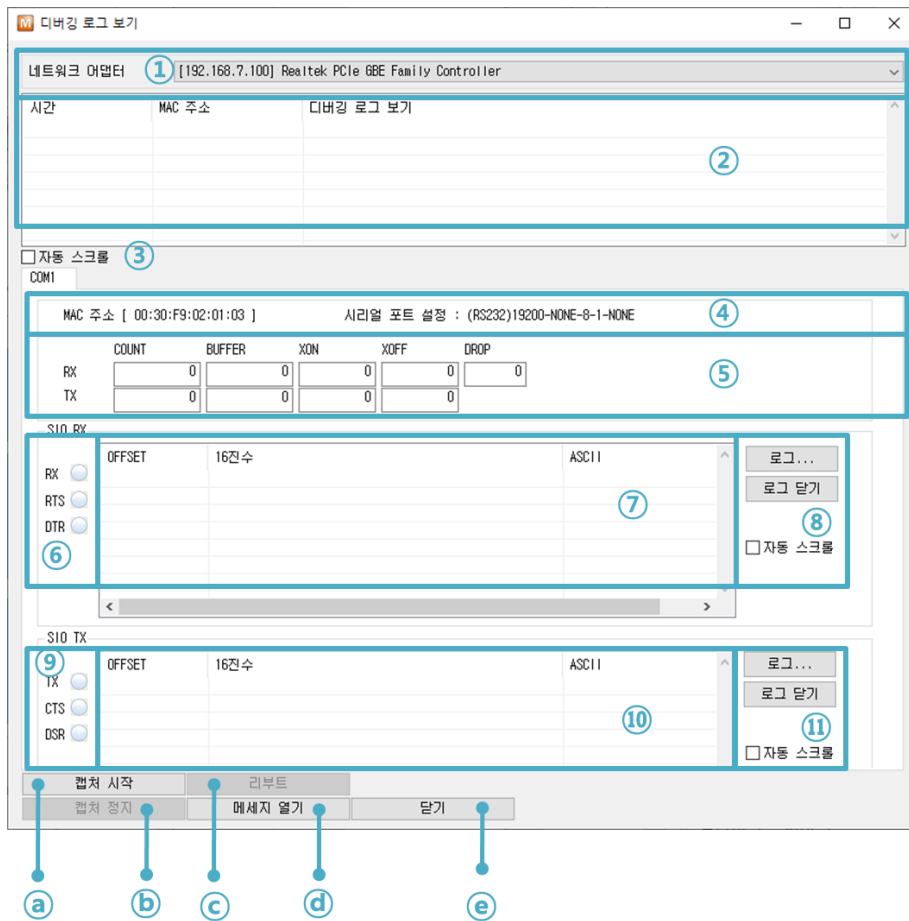 디버깅 로그 보기
네트워크 어댑터 ① [192.168.7.100] Realtek PCIe GBE Family Controller
시간 MAC 주소 디버깅 로그 보기
②
자동 스크롤 ③
COM1
MAC 주소 [ 00:30:F9:02:01:03 ] 시리얼 포트 설정 : (RS232)19200-NONE-8-1-NONE ④
COUNT BUFFER XON XOFF DROP
RX 0 0 0 0 0 ⑤
TX 0 0 0 0
SIO RX
OFFSET 16진수 ASCII 로그...
RX
로그 닫기
RTS ⑦
DTR ⑧
⑥ 자동 스크롤
SIO TX
⑨ OFFSET 16진수 ASCII 로그...
TX
로그 닫기
CTS ⑩
DSR ⑪
자동 스크롤
캡처 시작 리부트
캡처 정지 메세지 열기 닫기
ⓐ ⓑ ⓒ ⓓ ⓔ